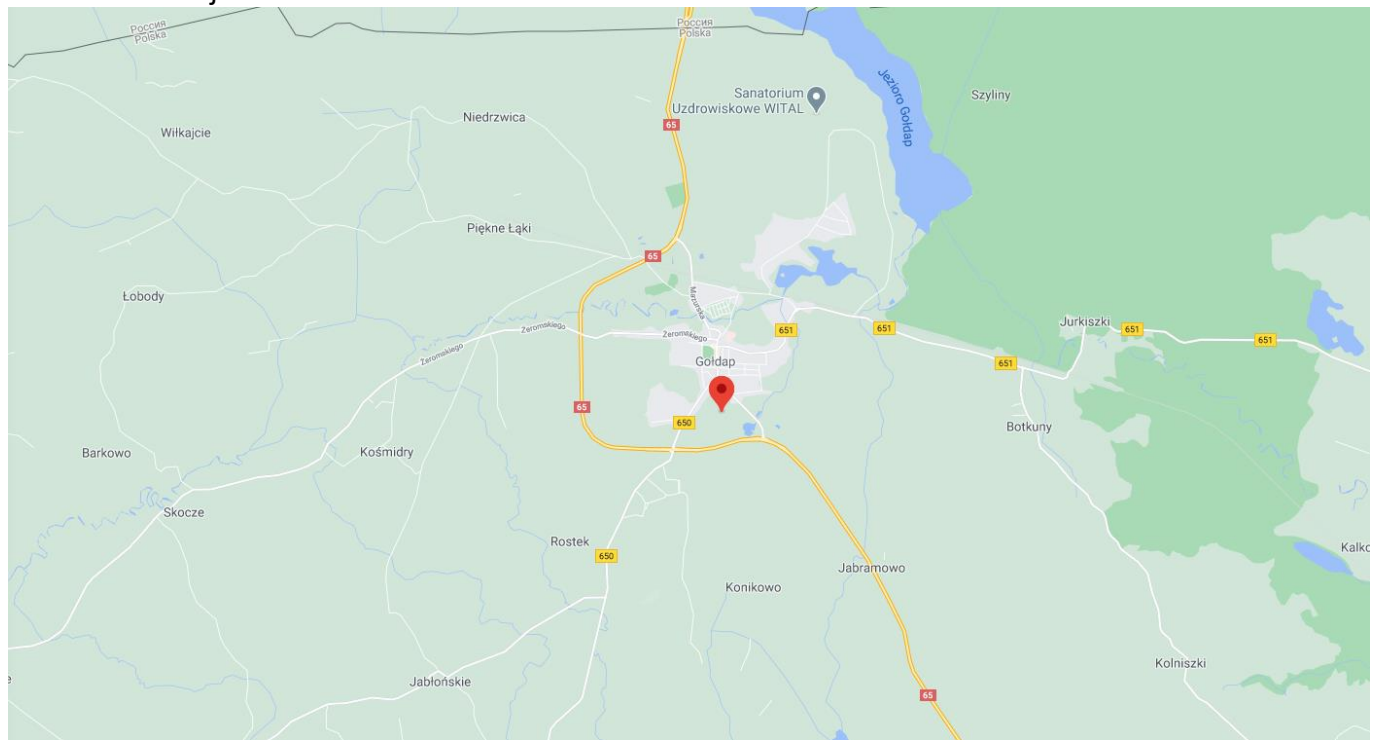 Россия
Polska
Россия
Polska
Sanatorium
Uzdrowiskowe WITAL
Jezioro Gołdap
Szyliny
Niedrzwica
65
Wiłkajcie
Piękne Łąki
65
Łobody
Mazurska
Żeromskiego
Żeromskiego
651
651
Jurkiszki
651
651
Żeromskiego
Gołdap
651
65
650
Botkuny
Barkowo
Kośmidry
Skocze
Rostek
650
Jabramowo
Kalko
Konikowo
Kolniszki
Jabłońskie
e
65